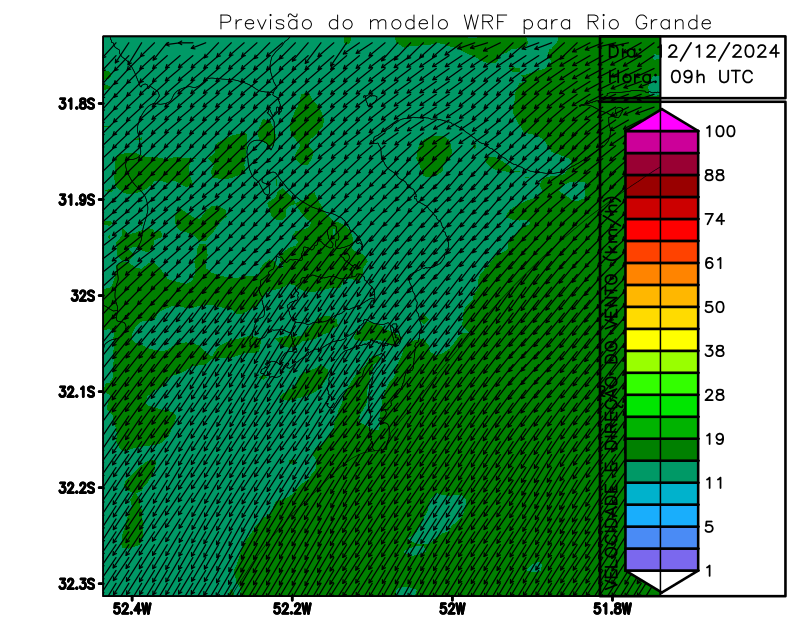 Previsão do modelo WRF para Rio Grande
Dia: 12/12/2024
Hora: 09h UTC
31.8S
31.9S
32S
32.1S
32.2S
32.3S
52.4W
52.2W
52W
51.8W
VELOCIDADE E DIREÇÃO DO VENTO (km/h)
100
88
74
61
50
38
28
19
11
5
1